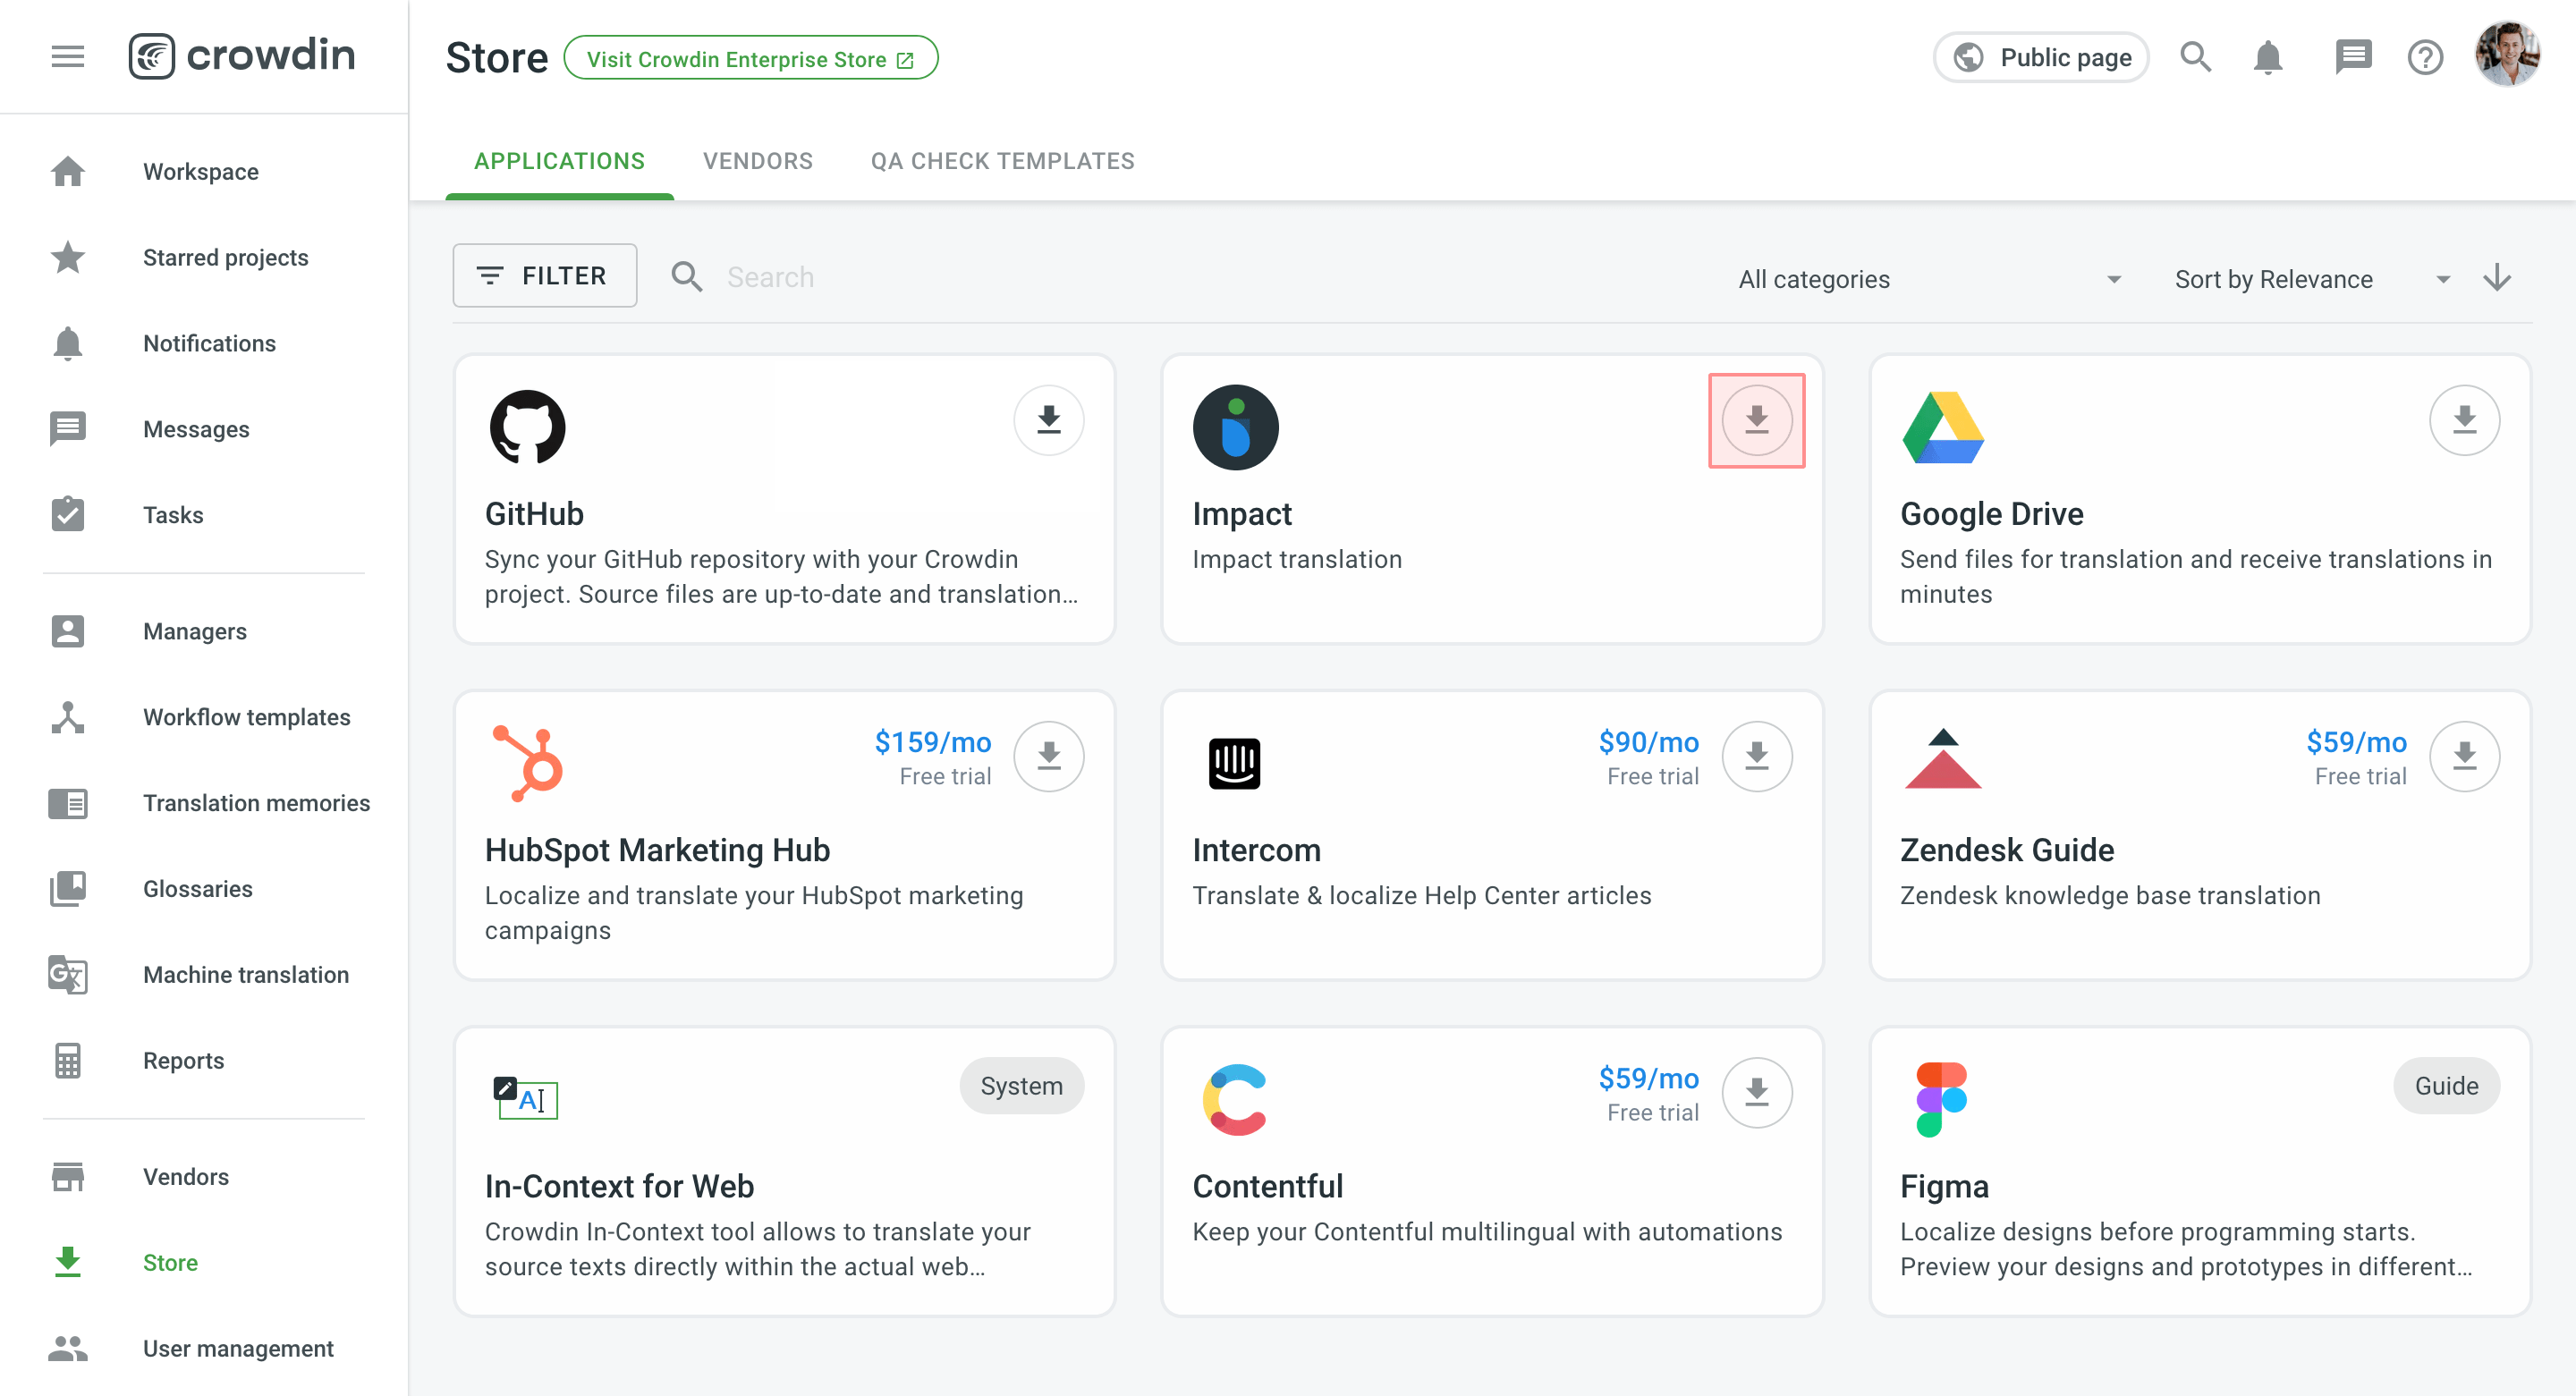 crowdin
Workspace
Starred projects
Notifications
Messages
Tasks
Managers
Workflow templates
Translation memories
Glossaries
Machine translation
Reports
Vendors
Store
User management
Store
Visit Crowdin Enterprise Store
Public page
APPLICATIONS
VENDORS
QA CHECK TEMPLATES
FILTER
Search
All categories
Sort by Relevance
GitHub
Sync your GitHub repository with your Crowdin
project. Source files are up-to-date and translation…
Impact
Impact translation
Google Drive
Send files for translation and receive translations in
minutes
$159/mo
Free trial
HubSpot Marketing Hub
Localize and translate your HubSpot marketing
campaigns
$90/mo
Free trial
Intercom
Translate & localize Help Center articles
$59/mo
Free trial
Zendesk Guide
Zendesk knowledge base translation
A
System
In-Context for Web
Crowdin In-Context tool allows to translate your
source texts directly within the actual web…
$59/mo
Free trial
Contentful
Keep your Contentful multilingual with automations
Guide
Figma
Localize designs before programming starts.
Preview your designs and prototypes in different…